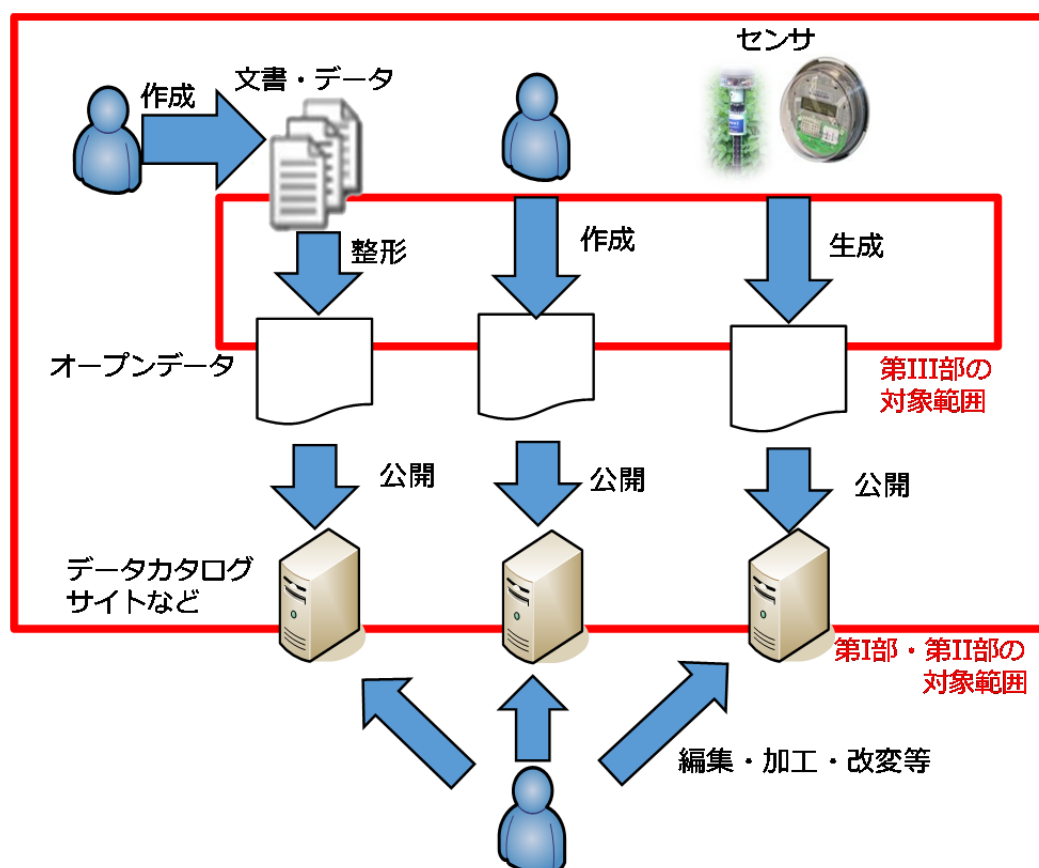 センサ
文書・データ
作成
整形
作成
生成
オープンデータ
第III部の
対象範囲
公開
公開
公開
データカタログ
サイトなど
第I部・第II部の
対象範囲
編集・加工・改変等